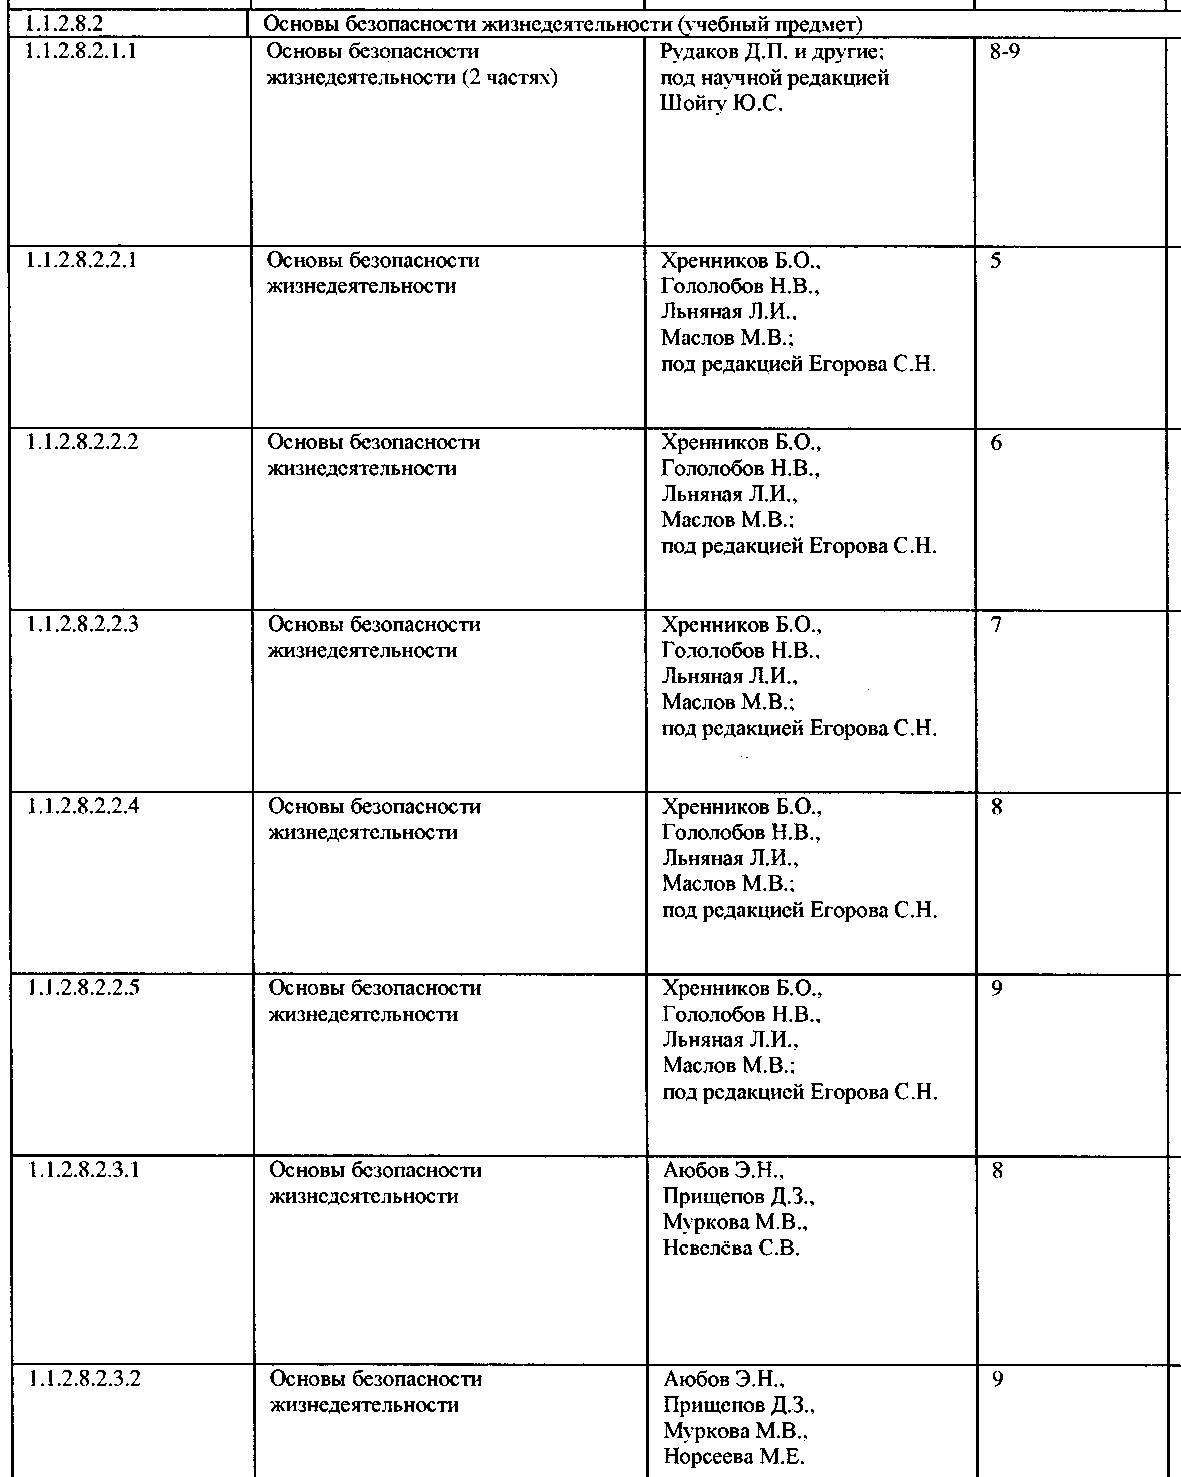 1.1.2.8.2 Основы безопасности жизнедеятельности (учебный предмет)
1.1.2.8.2.1.1 Основы безопасности Рудаков Д.П. и другие; 8-9
жизнедеятельности (2 частях) под научной редакцией
Шойгу Ю.С.
1.1.2.8.2.2.1 Основы безопасности Хренников Б.О., 5
жизнедеятельности Гололобов Н.В.,
Льняная Л.И.,
Маслов М.В.;
под редакцией Егорова С.Н.
1.1.2.8.2.2.2 Основы безопасности Хренников Б.О., 6
жизнедеятельности Гололобов Н.В.,
Льняная Л.И.,
Маслов М.В.;
под редакцией Егорова С.Н.
1.1.2.8.2.2.3 Основы безопасности Хренников Б.О., 7
жизнедеятельности Гололобов Н.В.,
Льняная Л.И.,
Маслов М.В.;
под редакцией Егорова С.Н.
1.1.2.8.2.2.4 Основы безопасности Хренников Б.О., 8
жизнедеятельности Гололобов Н.В.,
Льняная Л.И.,
Маслов М.В.;
под редакцией Егорова С.Н.
1.1.2.8.2.2.5 Основы безопасности Хренников Б.О., 9
жизнедеятельности Гололобов Н.В.,
Льняная Л.И.,
Маслов М.В.;
под редакцией Егорова С.Н.
1.1.2.8.2.3.1 Основы безопасности Аюбов Э.Н., 8
жизнедеятельности Прищепов Д.З.,
Муркова М.В.,
Невелёва С.В.
1.1.2.8.2.3.2 Основы безопасности Аюбов Э.Н., 9
жизнедеятельности Прищепов Д.З.,
Муркова М.В.,
Норсеева М.Е.